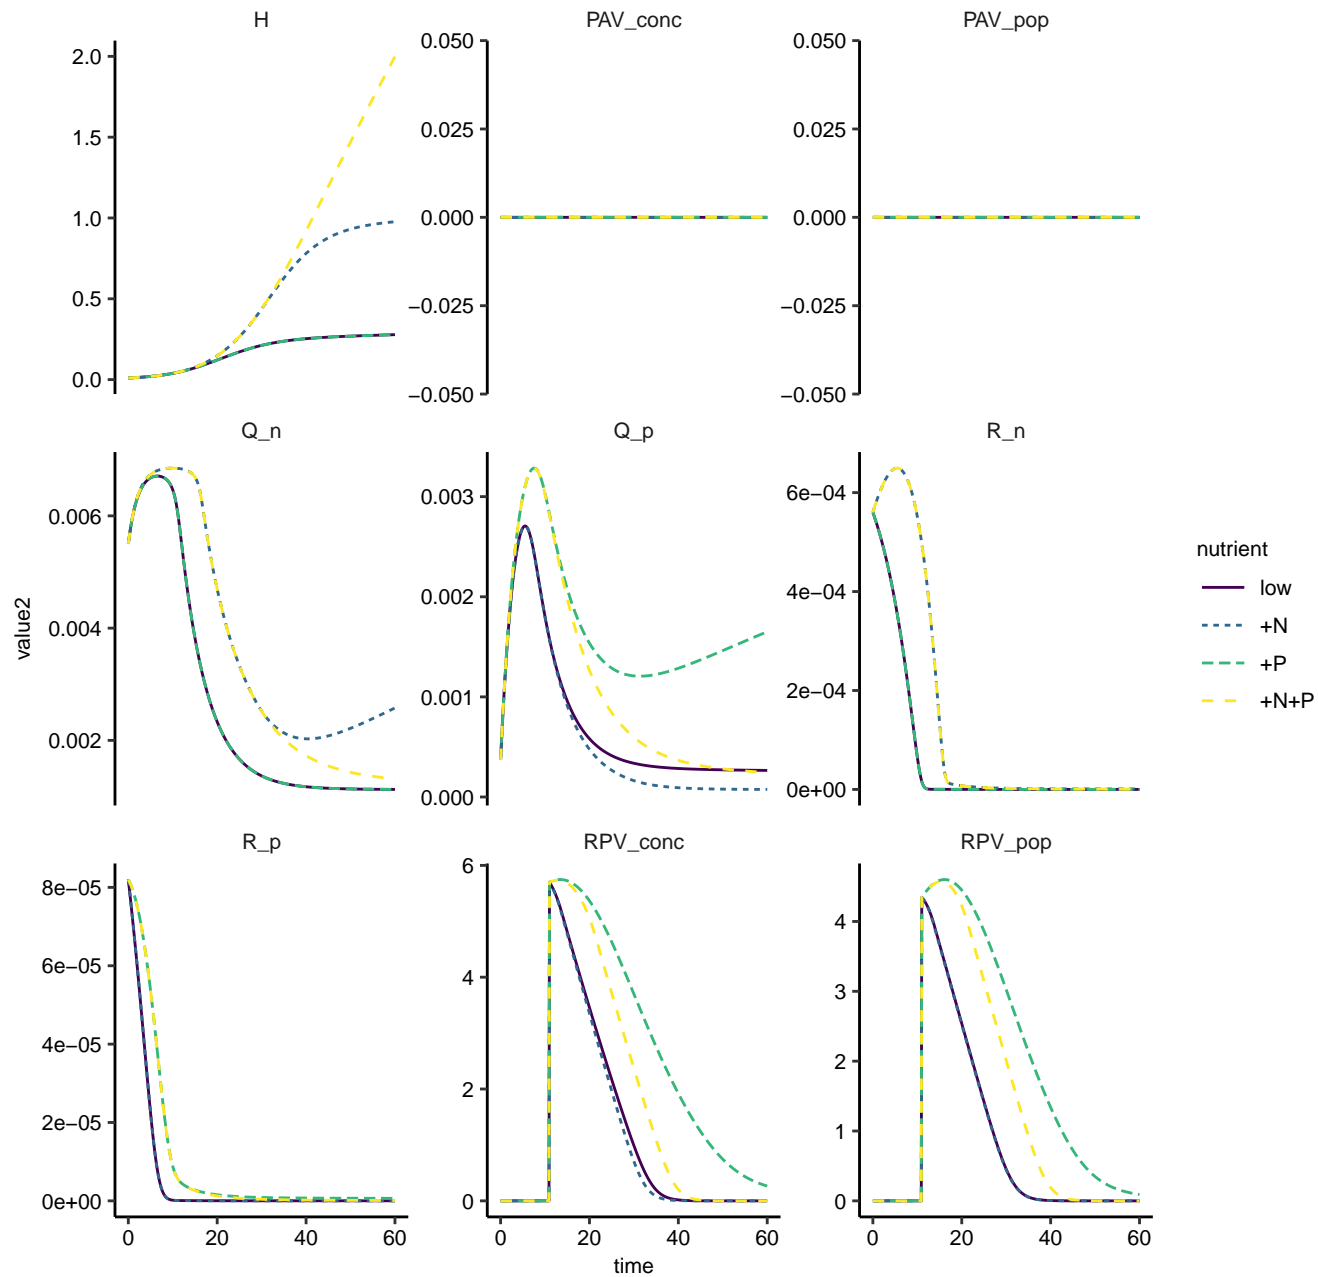 H
PAV_conc
PAV_pop
2.0
1.5
1.0
0.5
0.0
0.050
0.025
0.000
−0.025
−0.050
0.050
0.025
0.000
−0.025
−0.050
Q_n
Q_p
R_n
0.006
0.004
0.002
0.003
0.002
0.001
0.000
6e−04
4e−04
2e−04
0e+00
value2
nutrient
low
+N
+P
+N+P
R_p
RPV_conc
RPV_pop
8e−05
6e−05
4e−05
2e−05
0e+00
6
4
2
0
4
3
2
1
0
0 20 40 60
0 20 40 60
0 20 40 60
time